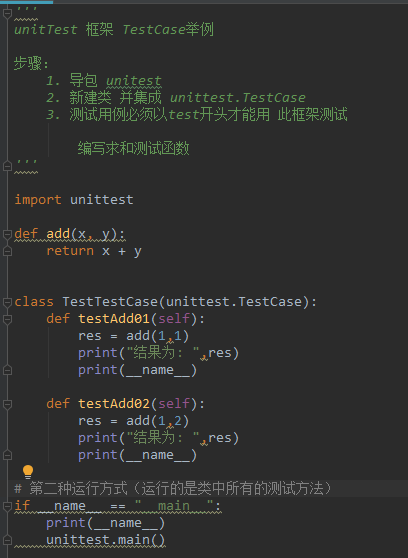 '''
unitTest 框架 TestCase举例
步骤:
1. 导包 unitest
2. 新建类 并集成 unittest.TestCase
3. 测试用例必须以test开头才能用 此框架测试
编写求和测试函数
'''
import unittest
def add(x, y):
return x + y
class TestTestCase(unittest.TestCase):
def testAdd01(self):
res = add(1,1)
print("结果为: ",res)
print(__name__)
def testAdd02(self):
res = add(1,2)
print("结果为: ",res)
print(__name__)
# 第二种运行方式（运行的是类中所有的测试方法）
if __name__ == "__main__":
print(__name__)
unittest.main()